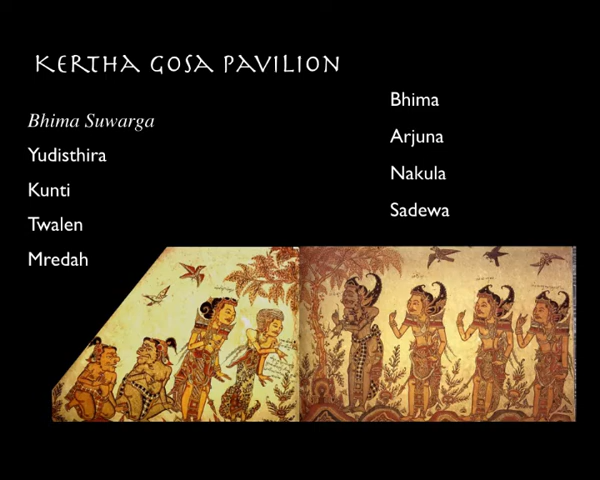 KERTHA GOSA PAVILION
Bhima Suwarga
Yudisthira
Kunti
Twalen
Mredah
Bhima
Arjuna
Nakula
Sadewa